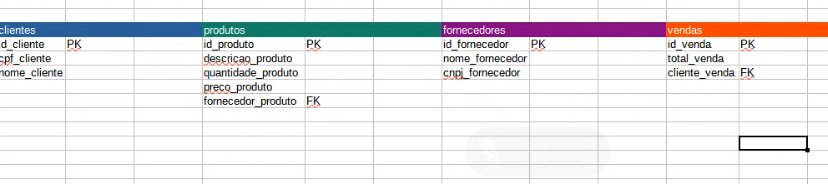 clientes produtos fornecedores vendas
id_cliente PK id_produto PK id_fornecedor PK id_venda PK
cpf_cliente descricao_produto nome_fornecedor total_venda
nome_cliente quantidade_produto cnpj_fornecedor cliente_venda FK
preco_produto
fornecedor_produto FK